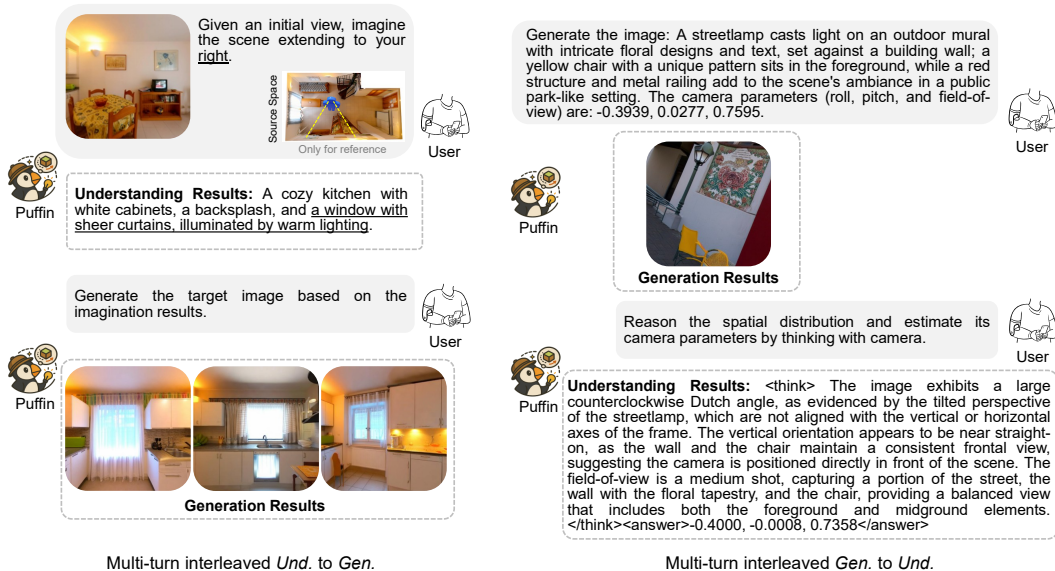 Given an initial view, imagine
the scene extending to your
right.
Source Space
Only for reference
User
Puffin
Understanding Results: A cozy kitchen with
white cabinets, a backsplash, and a window with
sheer curtains, illuminated by warm lighting.
Generate the target image based on the
imagination results.
User
Puffin
Generation Results
Multi-turn interleaved Und. to Gen.
Generate the image: A streetlamp casts light on an outdoor mural
with intricate floral designs and text, set against a building wall; a
yellow chair with a unique pattern sits in the foreground, while a red
structure and metal railing add to the scene's ambiance in a public
park-like setting. The camera parameters (roll, pitch, and field-of-
view) are: -0.3939, 0.0277, 0.7595.
User
Puffin
Generation Results
Reason the spatial distribution and estimate its
camera parameters by thinking with camera.
User
Puffin
Understanding Results: <think> The image exhibits a large
counterclockwise Dutch angle, as evidenced by the tilted perspective
of the streetlamp, which are not aligned with the vertical or horizontal
axes of the frame. The vertical orientation appears to be near straight-
on, as the wall and the chair maintain a consistent frontal view,
suggesting the camera is positioned directly in front of the scene. The
field-of-view is a medium shot, capturing a portion of the street, the
wall with the floral tapestry, and the chair, providing a balanced view
that includes both the foreground and midground elements.
</think><answer>-0.4000, -0.0008, 0.7358</answer>
Multi-turn interleaved Gen. to Und.